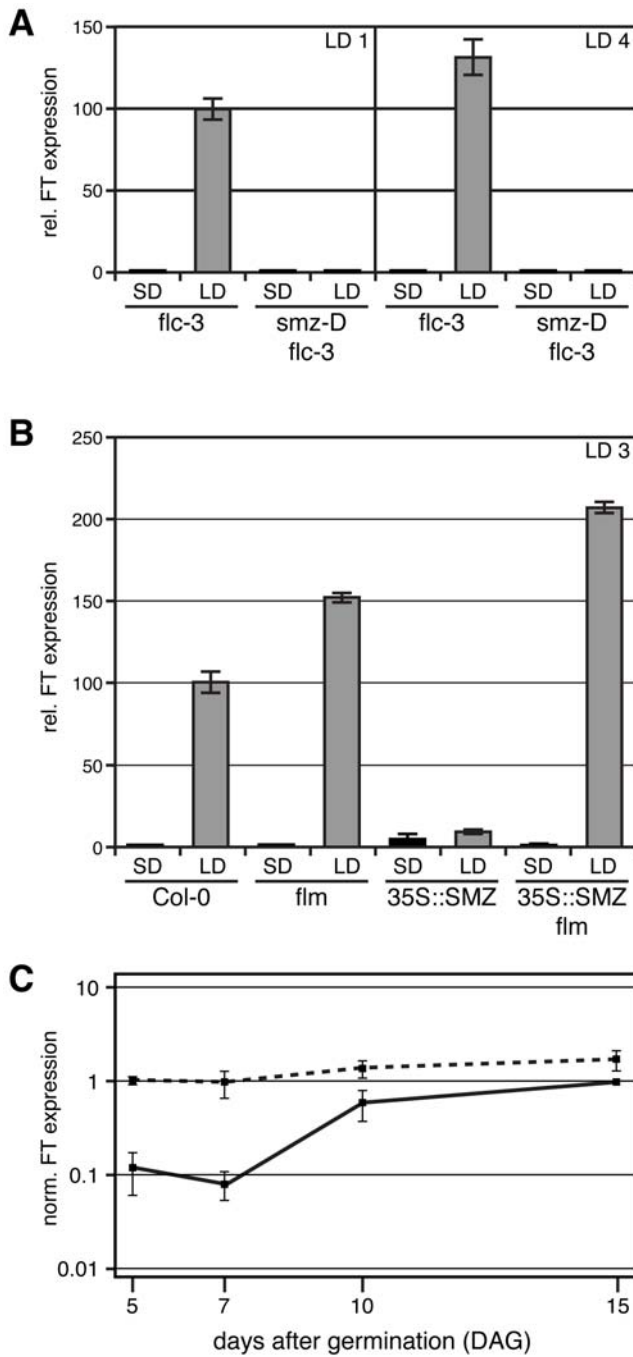 A
LD 1
LD 4
rel. FT expression
150
100
50
0
SD LD SD LD SD LD SD LD
flc-3 smz-D flc-3 smz-D
flc-3 flc-3
B
LD 3
rel. FT expression
250
200
150
100
50
0
SD LD SD LD SD LD SD LD
Col-0 flm 35S::SMZ 35S::SMZ
flm
C
norm. FT expression
10
1
0.1
0.01
5 7 10 15
days after germination (DAG)